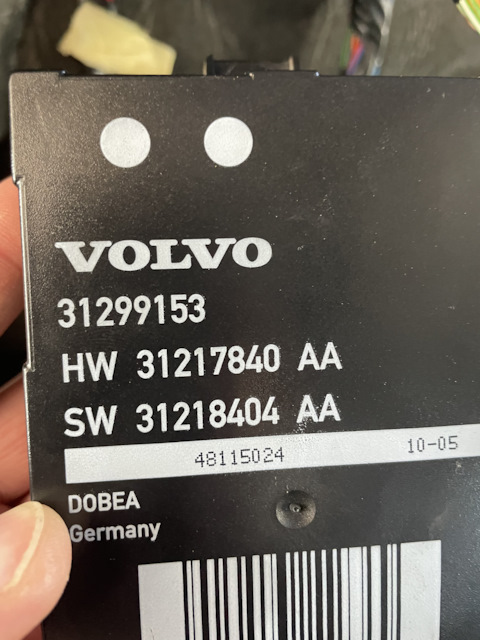 VOLVO
31299153
HW 31217840 AA
SW 31218404 AA
48115024 10-05
DOBEA
Germany